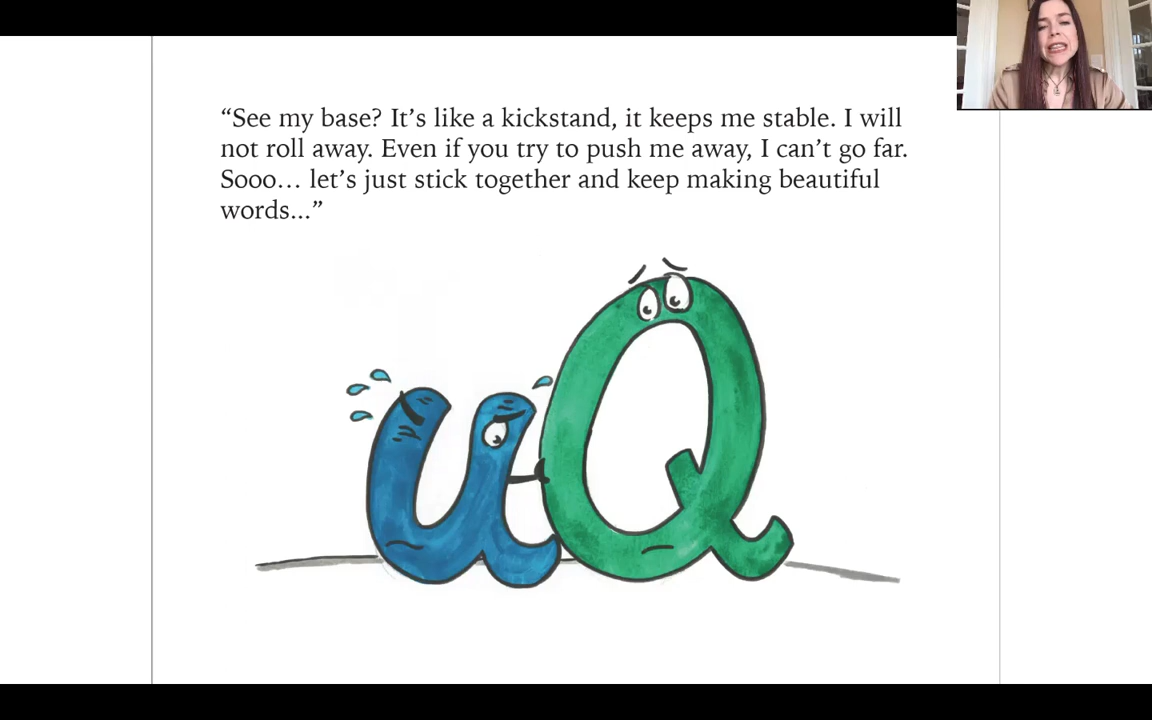 “See my base? It’s like a kickstand, it keeps me stable. I will
not roll away. Even if you try to push me away, I can’t go far.
Sooo… let’s just stick together and keep making beautiful
words...”